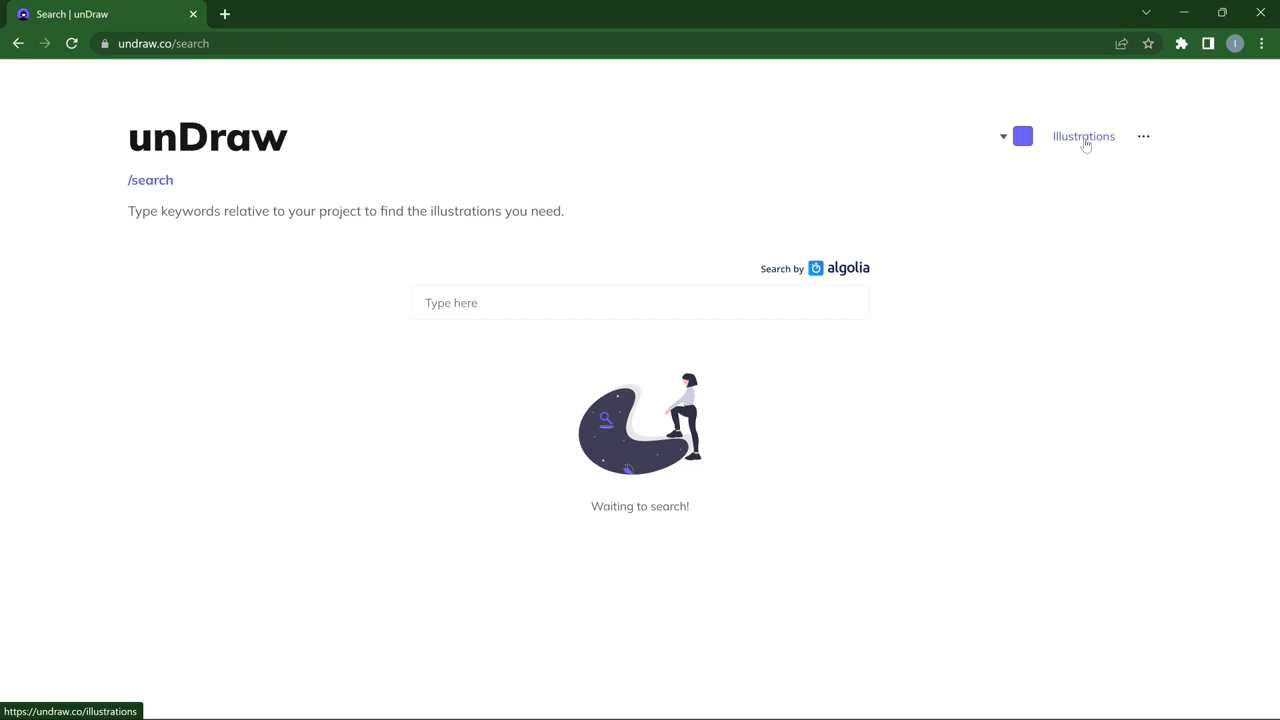 Search | unDraw
undraw.co/search
I
unDraw
Illustrations
/search
Type keywords relative to your project to find the illustrations you need.
Search by algolia
Type here
Waiting to search!
https://undraw.co/illustrations